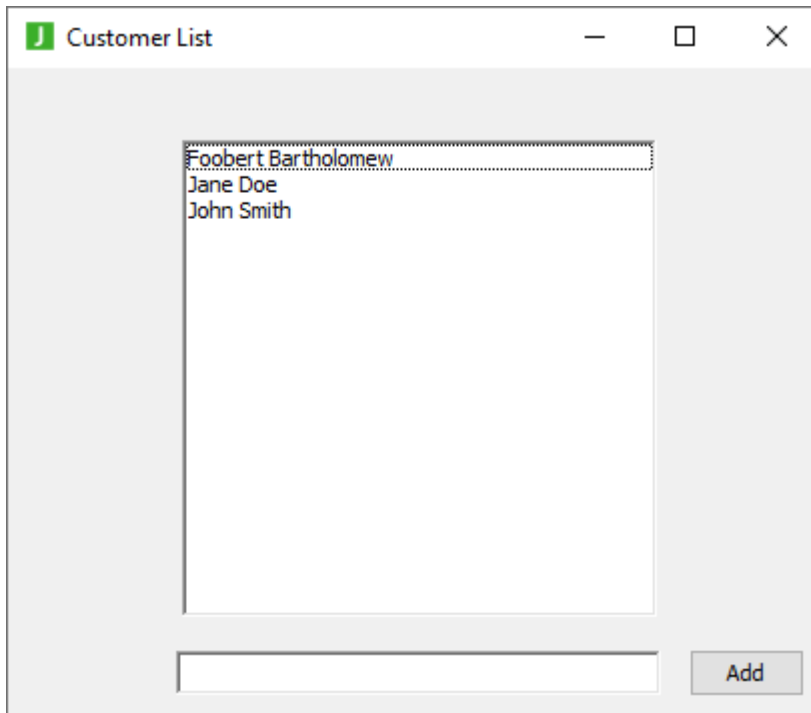 J Customer List
Foobert Bartholomew
Jane Doe
John Smith
Add